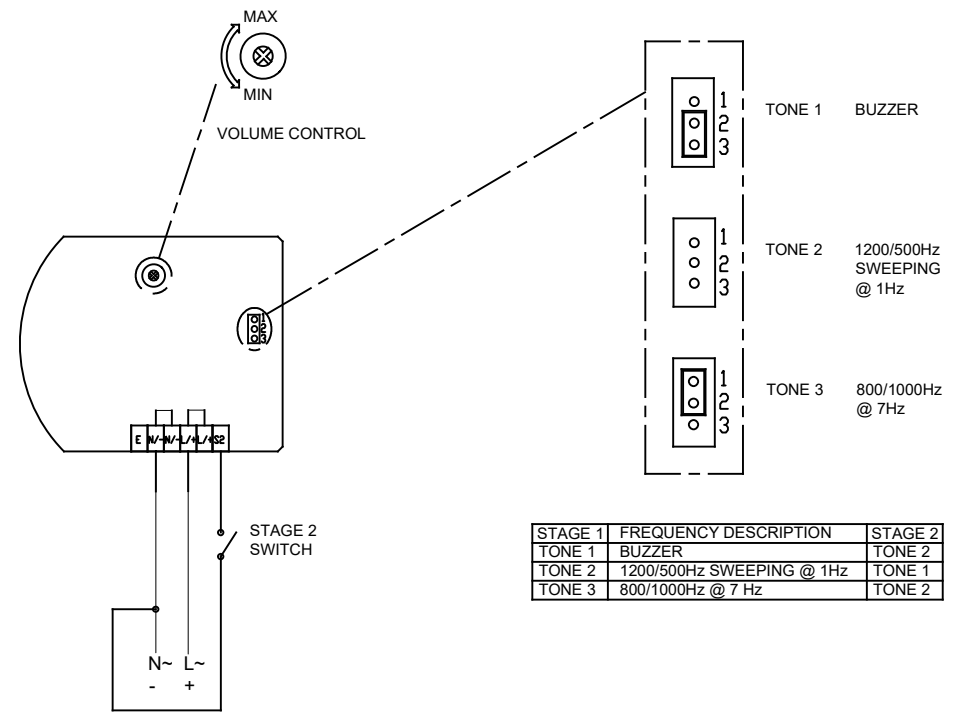 MAX
MIN
VOLUME CONTROL
1
2
3
TONE 1 BUZZER
1
2
3
TONE 2 1200/500Hz
SWEEPING
@ 1Hz
1
2
3
TONE 3 800/1000Hz
@ 7Hz
1
2
3
E N/- N/- L/+ L/+ S2
STAGE 2
SWITCH
N~ L~
- +
STAGE 1 FREQUENCY DESCRIPTION STAGE 2
TONE 1 BUZZER TONE 2
TONE 2 1200/500Hz SWEEPING @ 1Hz TONE 1
TONE 3 800/1000Hz @ 7 Hz TONE 2